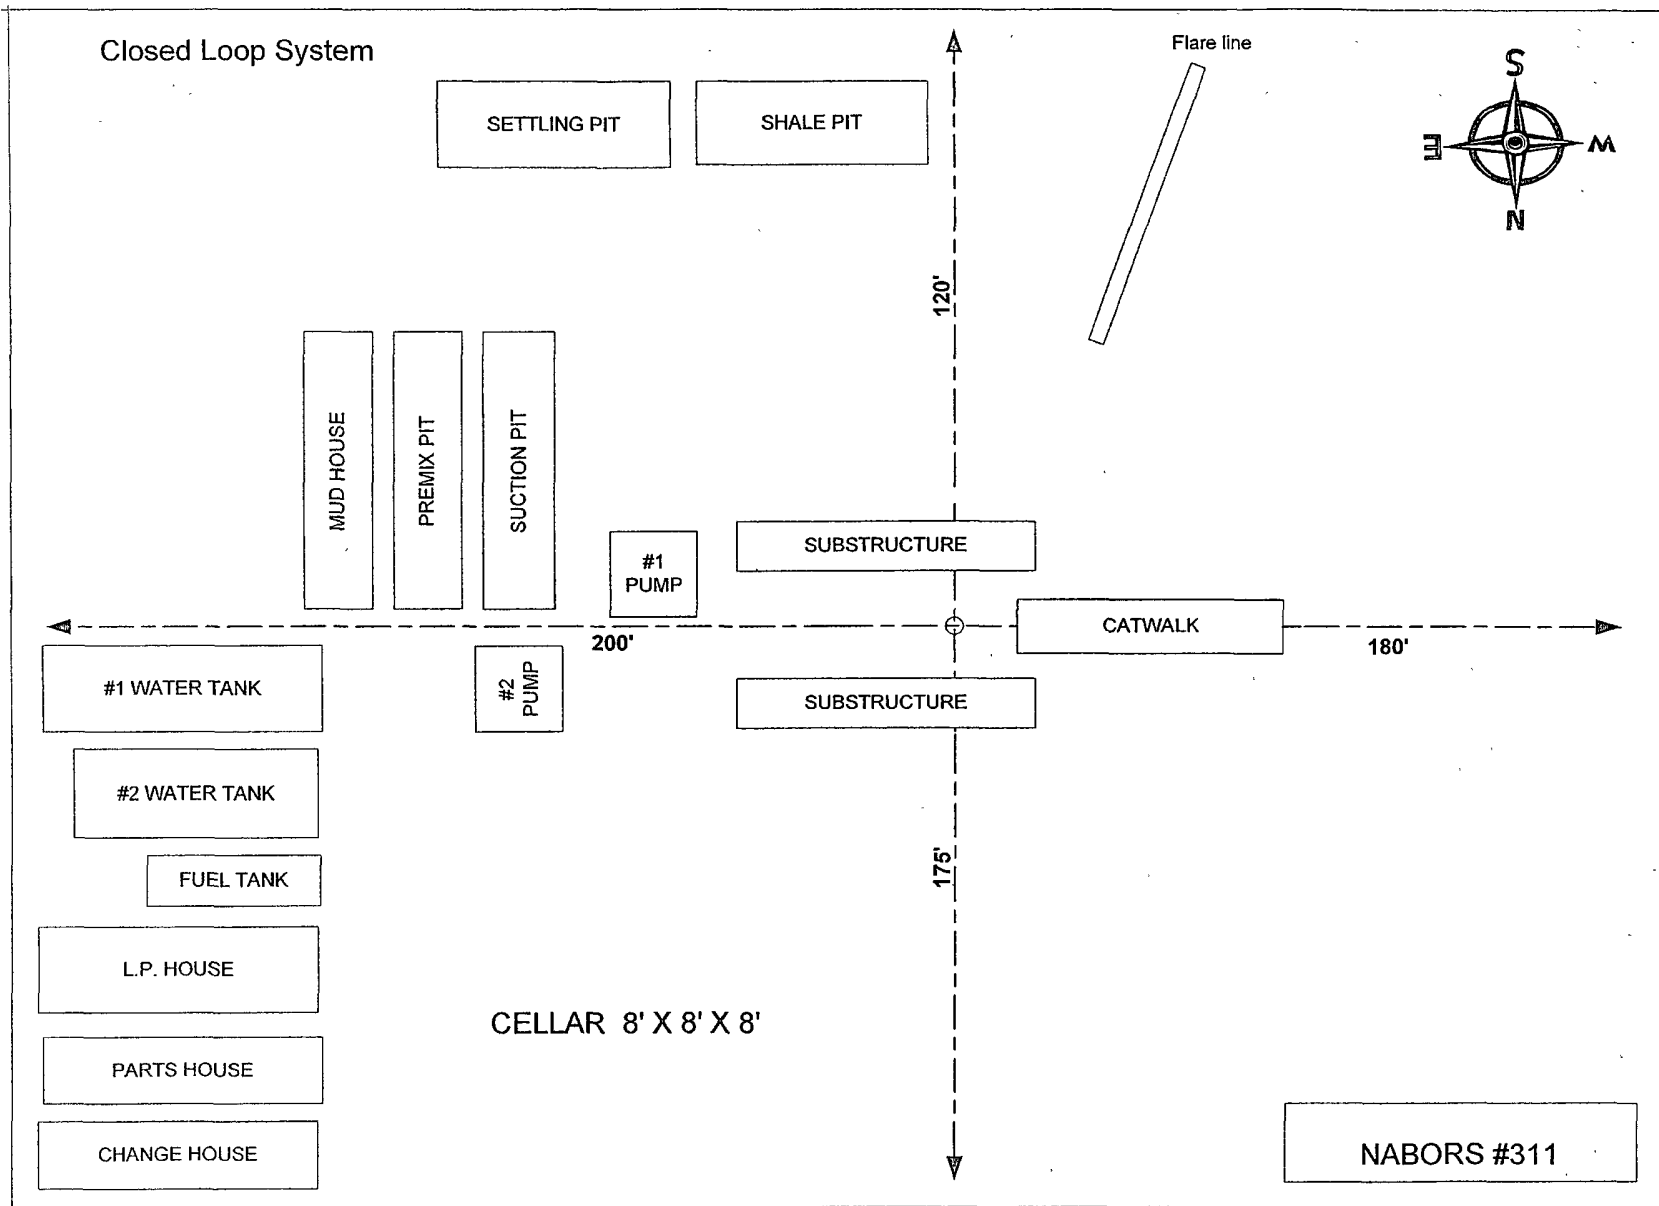 Closed Loop System
Flare line
S
E
W
N
SETTLING PIT
SHALE PIT
120'
MUD HOUSE
PREMIX PIT
SUCTION PIT
#1
PUMP
SUBSTRUCTURE
CATWALK
200'
180'
#1 WATER TANK
#2
PUMP
SUBSTRUCTURE
#2 WATER TANK
175'
FUEL TANK
L.P. HOUSE
CELLAR 8' X 8' X 8'
PARTS HOUSE
CHANGE HOUSE
NABORS #311